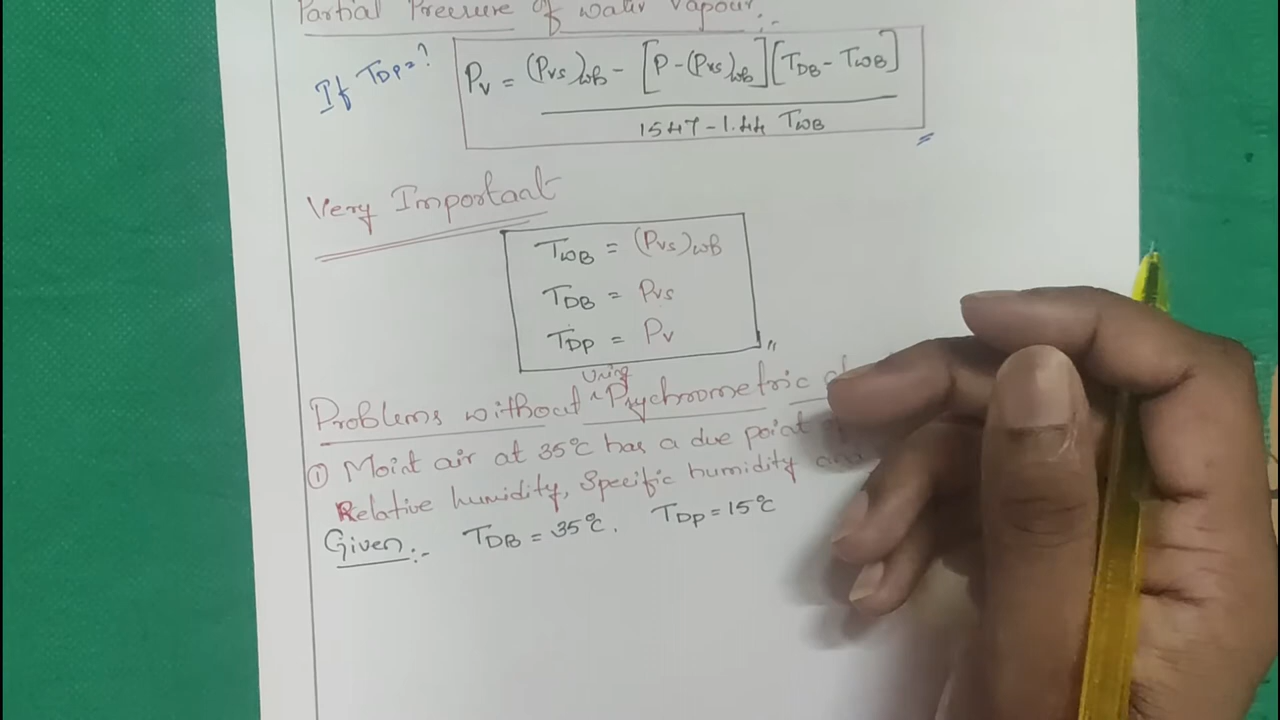 Partial Pressure of water vapour:-
If TDP=?
Pv = (Pvs)wB - [P-(Pvs)wB][TDB - TWB]
1547-1.44 TWB
Very Important
TWB = (Pvs)wB
TDB = Pvs
TDP = Pv
Using
Problems without ^ Psychrometric
① Moist air at 35°C has a due point
Relative humidity, Specific humidity and
Given:- TDB = 35°C. TDP = 15°C